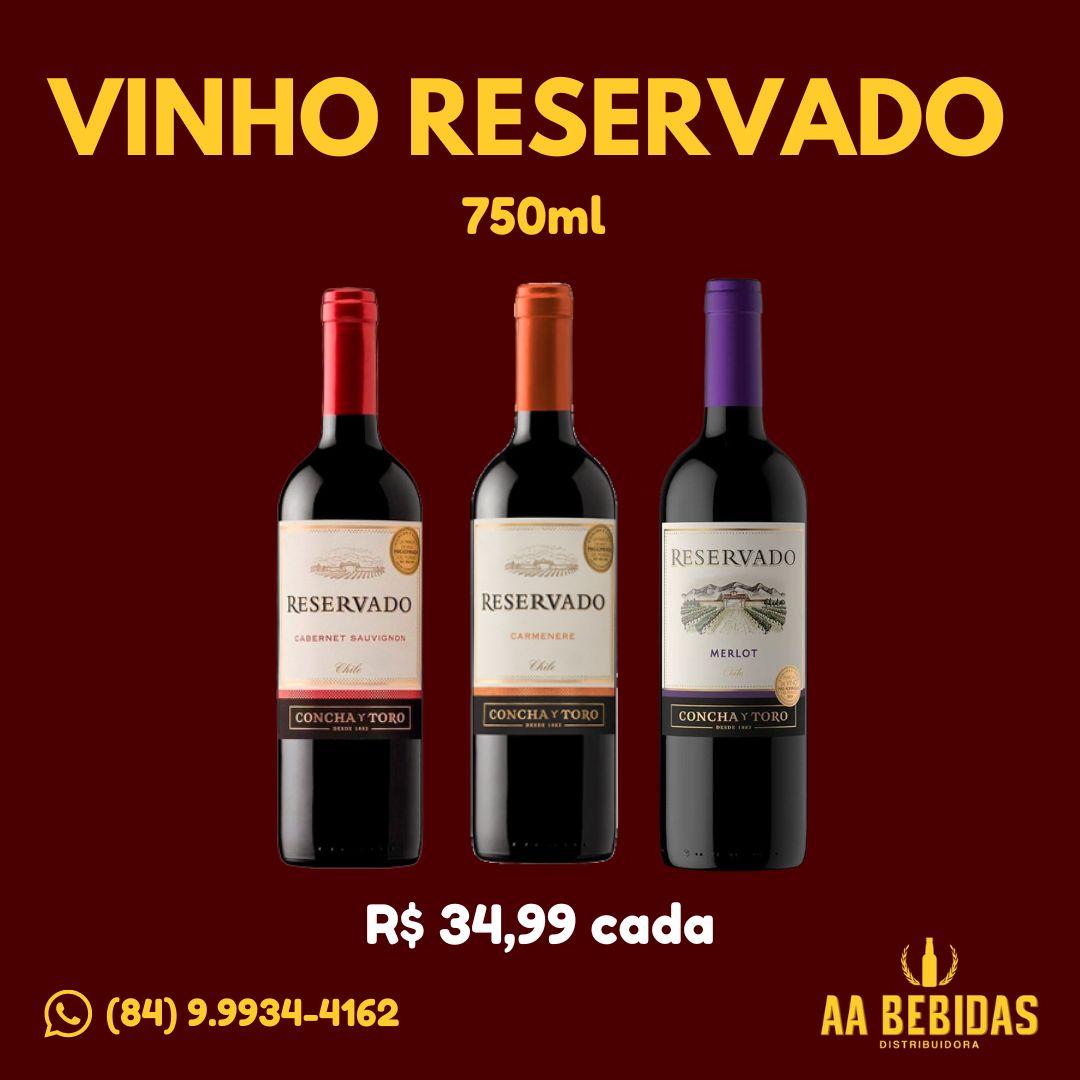 VINHO RESERVADO
750ml
RESERVADO
CABERNET SAUVIGNON
Chile
CONCHA Y TORO
DESDE 1883
RESERVADO
CARMENERE
Chile
CONCHA Y TORO
DESDE 1883
RESERVADO
MERLOT
Chile
CONCHA Y TORO
DESDE 1883
R$ 34,99 cada
(84) 9.9934-4162
AA BEBIDAS
DISTRIBUIDORA